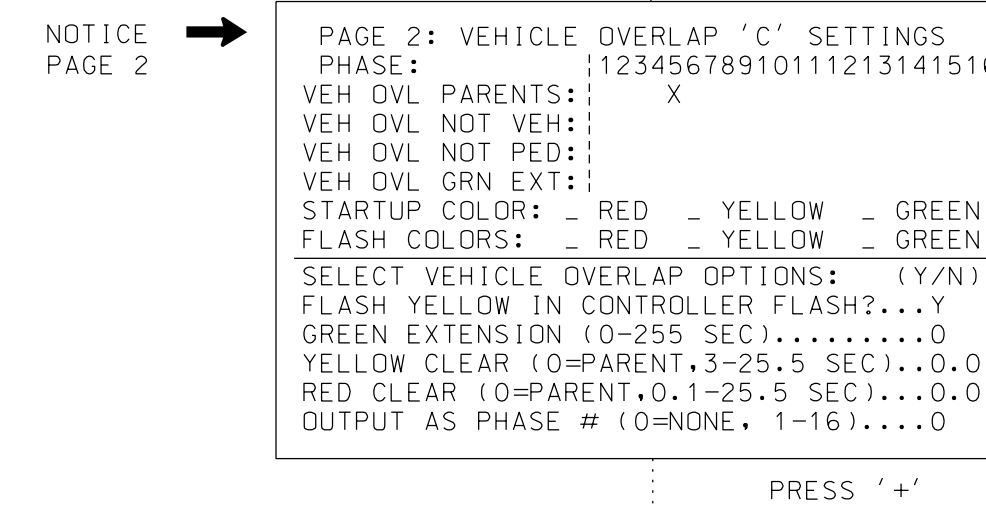 NOTICE
PAGE 2
PAGE 2: VEHICLE OVERLAP 'C' SETTINGS
PHASE: 12345678910111213141516
VEH OVL PARENTS: X
VEH OVL NOT VEH:
VEH OVL NOT PED:
VEH OVL GRN EXT:
STARTUP COLOR: _ RED _ YELLOW _ GREEN
FLASH COLORS: _ RED _ YELLOW _ GREEN
SELECT VEHICLE OVERLAP OPTIONS: (Y/N)
FLASH YELLOW IN CONTROLLER FLASH?...Y
GREEN EXTENSION (0-255 SEC).........0
YELLOW CLEAR (0=PARENT,3-25.5 SEC)..0.0
RED CLEAR (0=PARENT,0.1-25.5 SEC)...0.0
OUTPUT AS PHASE # (0=NONE, 1-16)....0
PRESS '+'